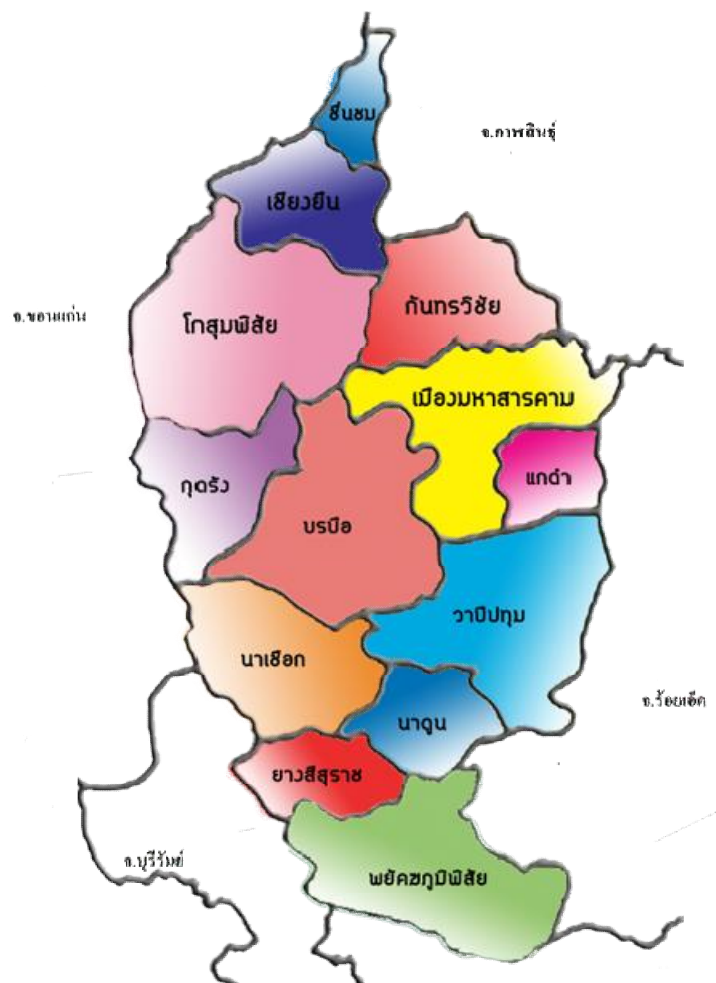 ชื่นชม
จ.กาฬสินธุ์
เชียงยืน
กันทรวิชัย
จ.ขอนแก่น
โกสุมพิสัย
เมืองมหาสารคาม
แกดำ
กุดรัง
บรบือ
วาปีปทุม
นาเชือก
จ.ร้อยเอ็ด
นาดูน
ยางสีสุราช
จ.บุรีรัมย์
พยัคฆภูมิพิสัย